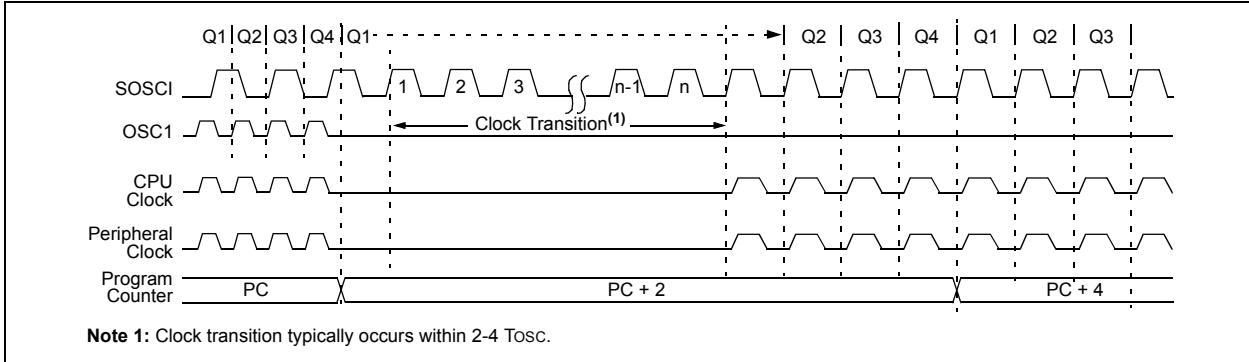 Q1 Q2 Q3 Q4 Q1 Q2 Q3 Q4 Q1 Q2 Q3
SOSCI 1 2 3 n-1 n
Clock Transition(1)
OSC1
CPU
Clock
Peripheral
Clock
Program
Counter
PC PC + 2 PC + 4
Note 1: Clock transition typically occurs within 2-4 TOSC.